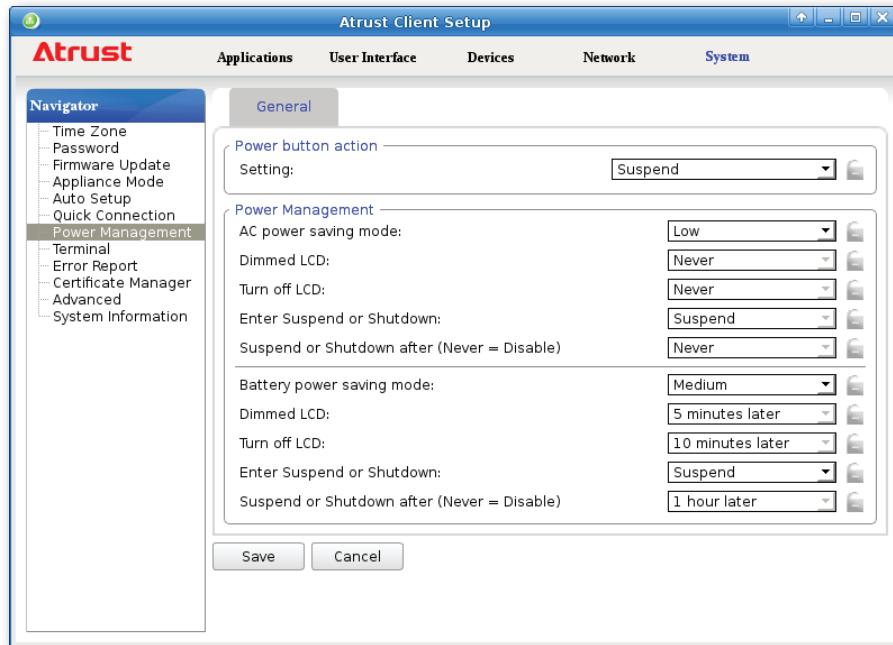 Atrust Client Setup
Atrust
Applications User Interface Devices Network System
Navigator
Time Zone
Password
Firmware Update
Appliance Mode
Auto Setup
Quick Connection
Power Management
Terminal
Error Report
Certificate Manager
Advanced
System Information
General
Power button action
Setting: Suspend
Power Management
AC power saving mode: Low
Dimmed LCD: Never
Turn off LCD: Never
Enter Suspend or Shutdown: Suspend
Suspend or Shutdown after (Never = Disable) Never
Battery power saving mode: Medium
Dimmed LCD: 5 minutes later
Turn off LCD: 10 minutes later
Enter Suspend or Shutdown: Suspend
Suspend or Shutdown after (Never = Disable) 1 hour later
Save Cancel